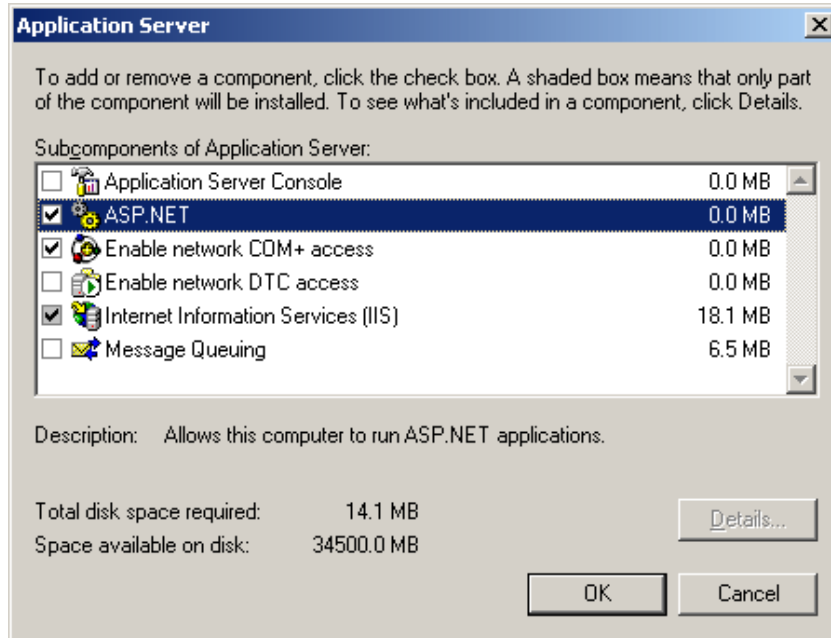 Application Server
To add or remove a component, click the check box. A shaded box means that only part
of the component will be installed. To see what's included in a component, click Details.
Subcomponents of Application Server:
Application Server Console 0.0 MB
ASP.NET 0.0 MB
Enable network COM+ access 0.0 MB
Enable network DTC access 0.0 MB
Internet Information Services (IIS) 18.1 MB
Message Queuing 6.5 MB
Description: Allows this computer to run ASP.NET applications.
Total disk space required: 14.1 MB
Details...
Space available on disk: 34500.0 MB
OK Cancel